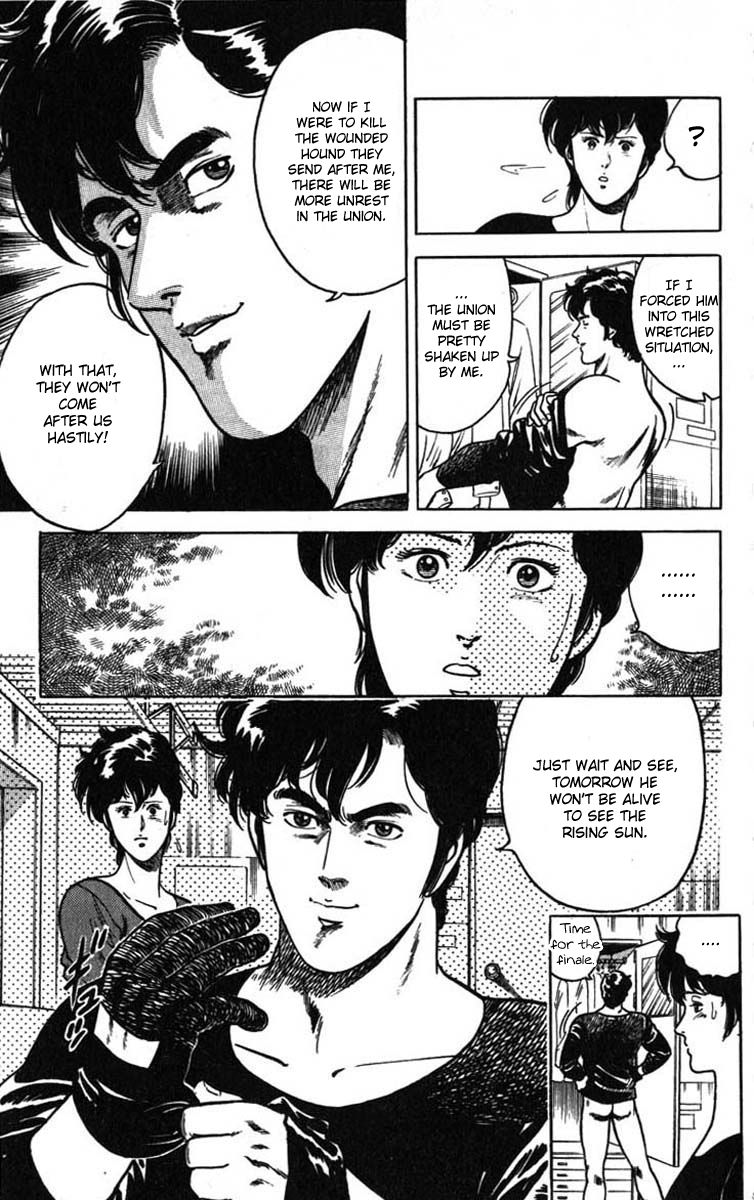 ?
IF I
FORCED HIM
INTO THIS
WRETCHED
SITUATION,
...
...
THE UNION
MUST BE
PRETTY
SHAKEN UP
BY ME.
NOW IF I
WERE TO KILL
THE WOUNDED
HOUND THEY
SEND AFTER ME,
THERE WILL BE
MORE UNREST
IN THE UNION.
WITH THAT,
THEY WON'T
COME
AFTER US
HASTILY!
......
......
JUST WAIT AND SEE,
TOMORROW HE
WON'T BE ALIVE
TO SEE THE
RISING SUN.
ギュッ
....
Time
for the
finale.